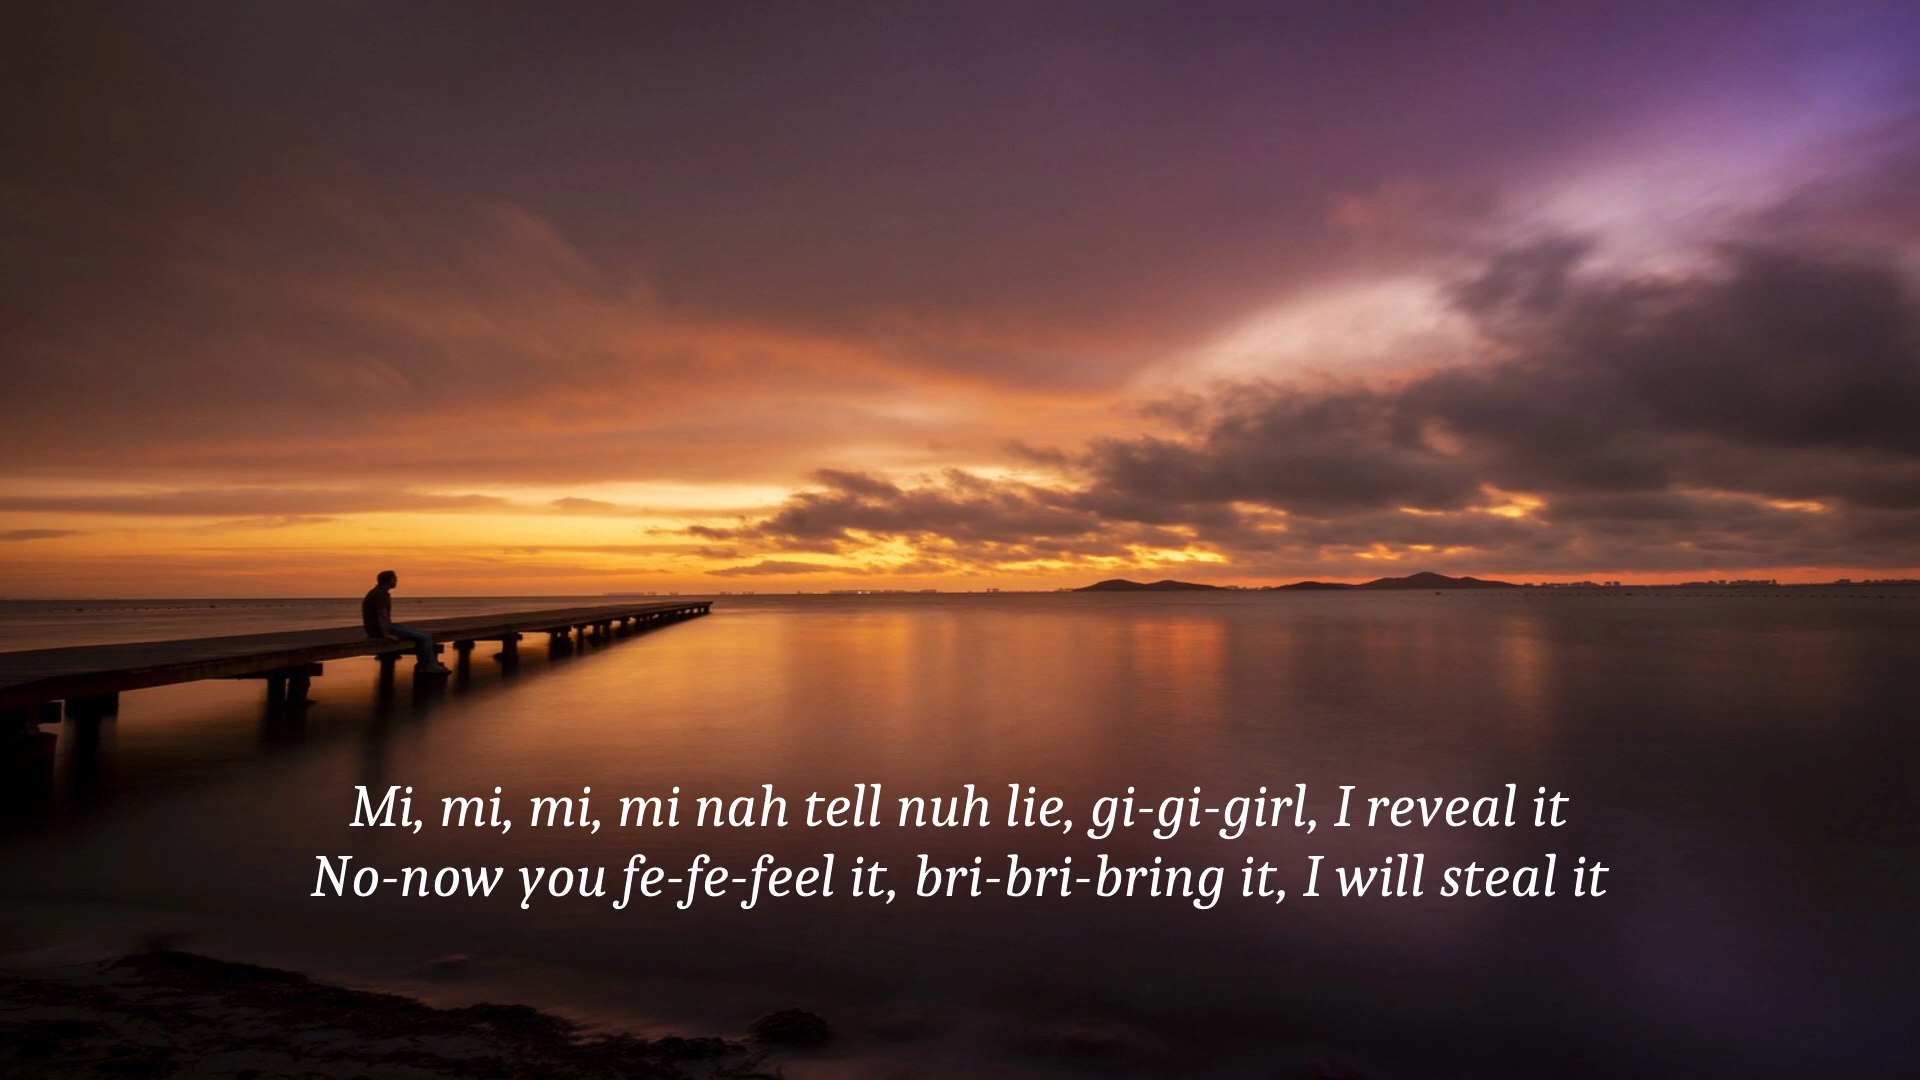 Mi, mi, mi, mi nah tell nuh lie, gi-gi-girl, I reveal it
No-now you fe-fe-feel it, bri-bri-bring it, I will steal it